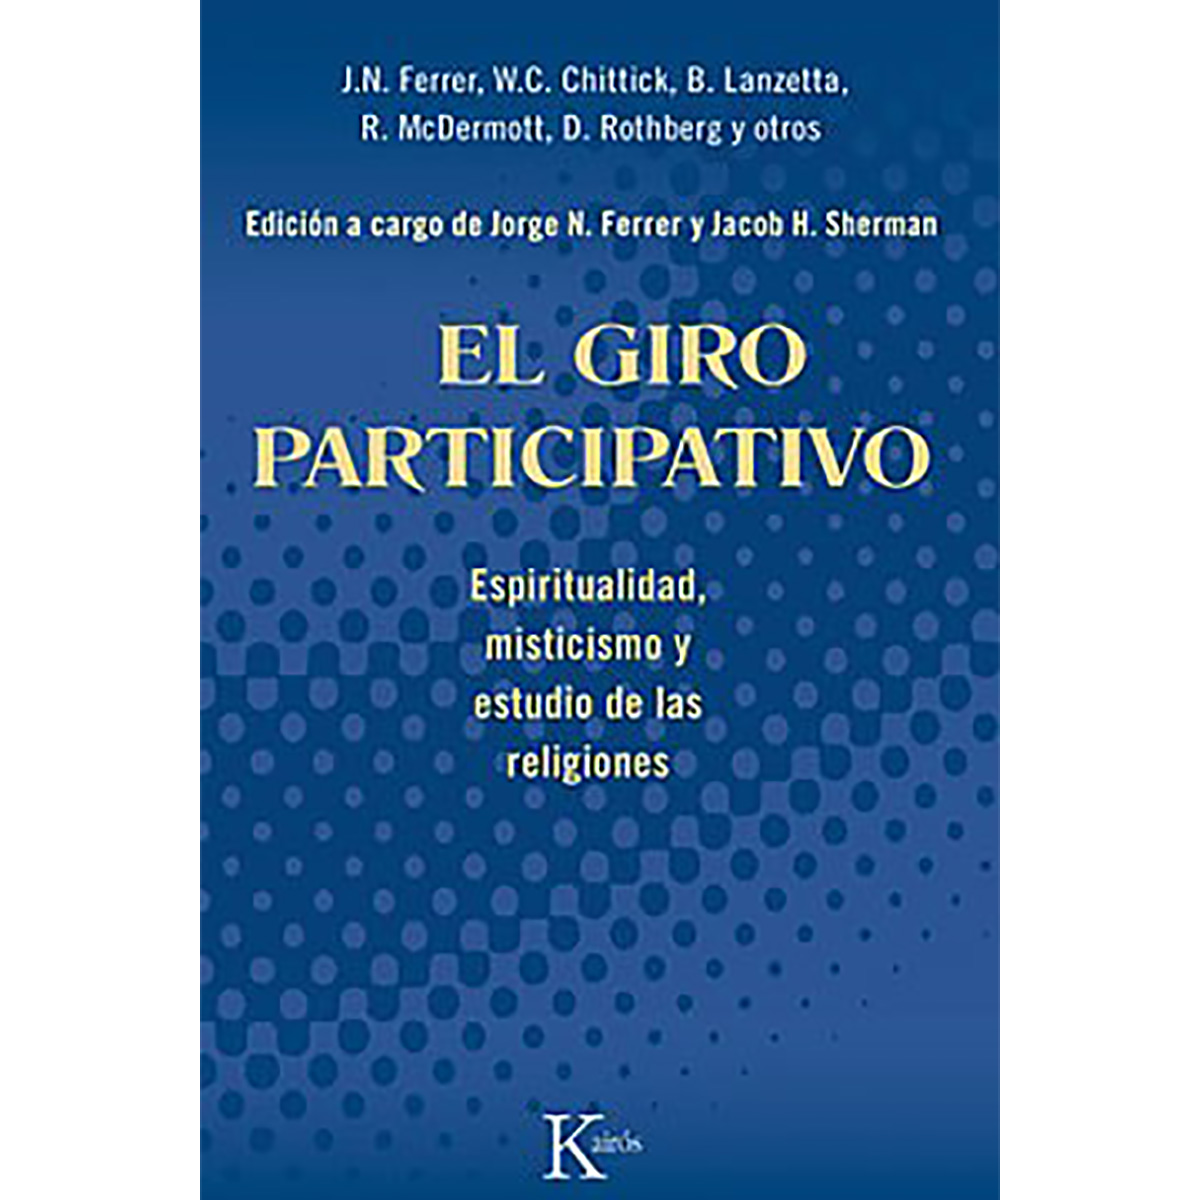 J.N. Ferrer, W.C. Chittick, B. Lanzetta,
R. McDermott, D. Rothberg y otros
Edición a cargo de Jorge N. Ferrer y Jacob H. Sherman
EL GIRO
PARTICIPATIVO
Espiritualidad,
misticismo y
estudio de las
religiones
Kairós